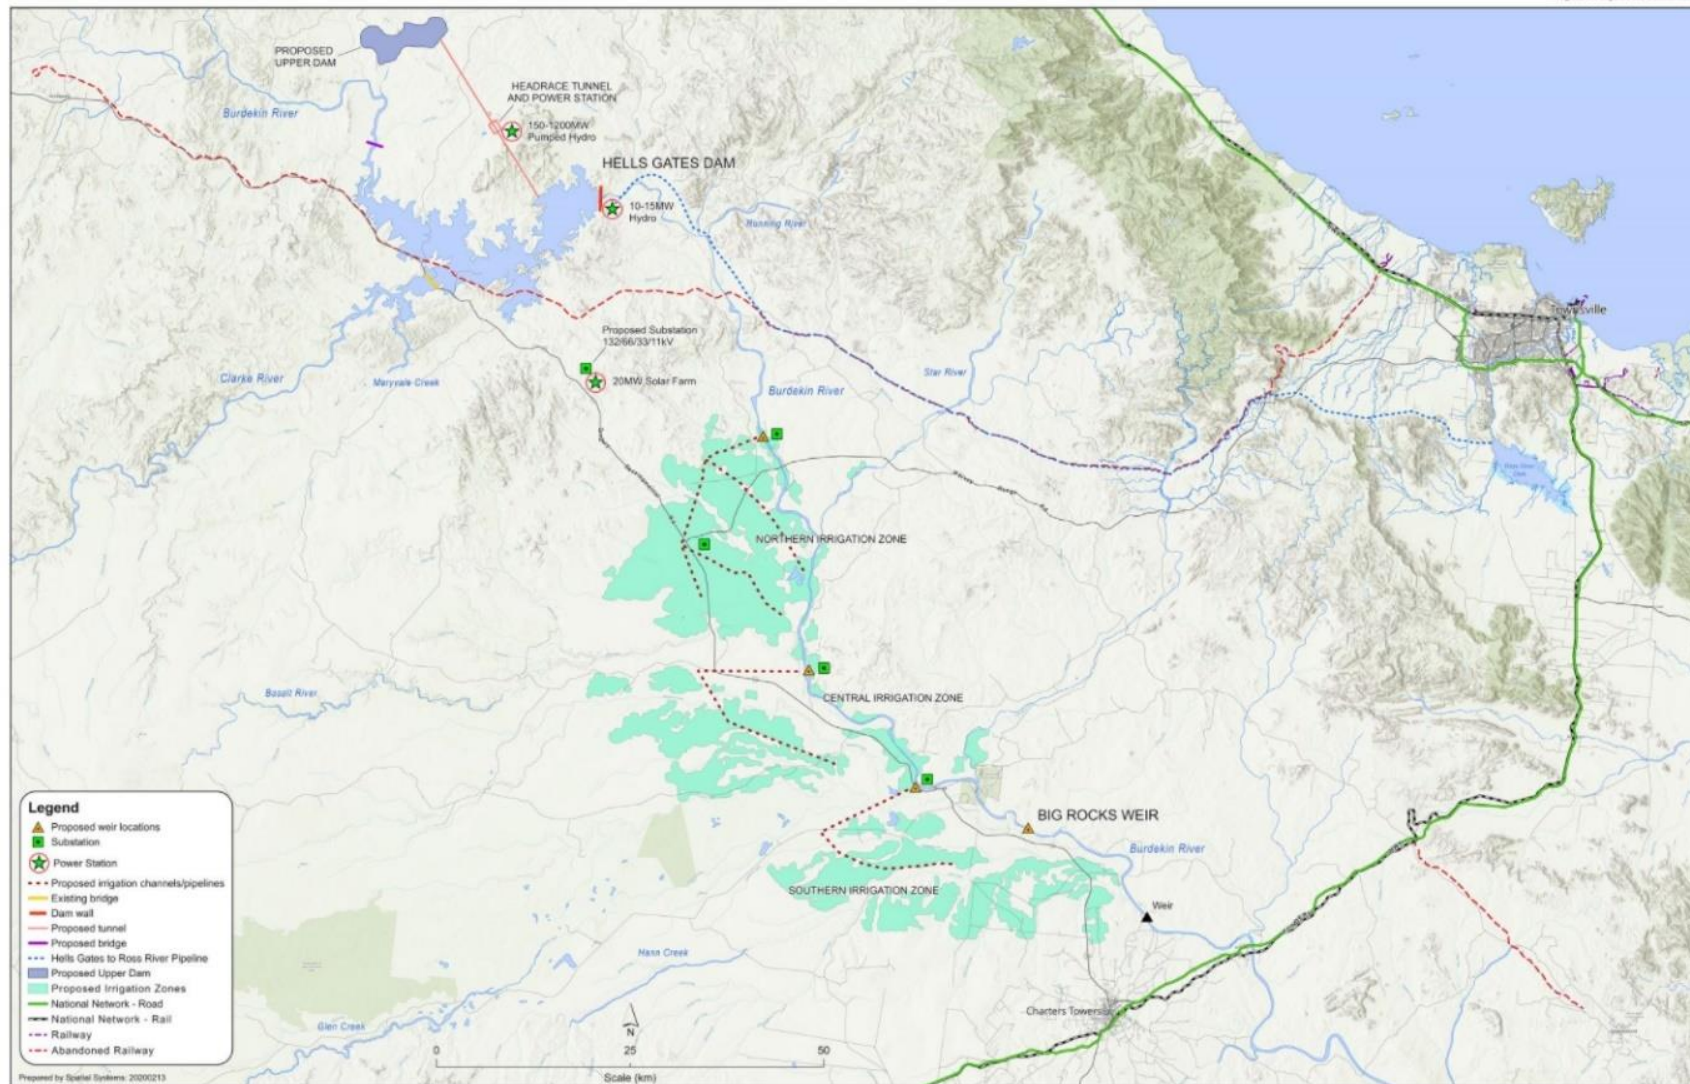 PROPOSED
UPPER DAM
HEADRACE TUNNEL
AND POWER STATION
Burdekin River
150-1200MW
Pumped Hydro
HELLS GATES DAM
10-15MW
Hydro
Running River
Townsville
Proposed Substation
132/66/33/11kV
20MW Solar Farm
Clarke River
Maryvale Creek
Burdekin River
Star River
NORTHERN IRRIGATION ZONE
Basalt River
CENTRAL IRRIGATION ZONE
BIG ROCKS WEIR
Burdekin River
SOUTHERN IRRIGATION ZONE
Weir
Hann Creek
Charters Towers
Glen Creek
Legend
Proposed weir locations
Substation
Power Station
Proposed irrigation channels/pipelines
Existing bridge
Dam wall
Proposed tunnel
Proposed bridge
Hells Gates to Ross River Pipeline
Proposed Upper Dam
Proposed Irrigation Zones
National Network - Road
National Network - Rail
Railway
Abandoned Railway
N
0 25 50
Scale (km)
Prepared by Spatial Systems: 20200213